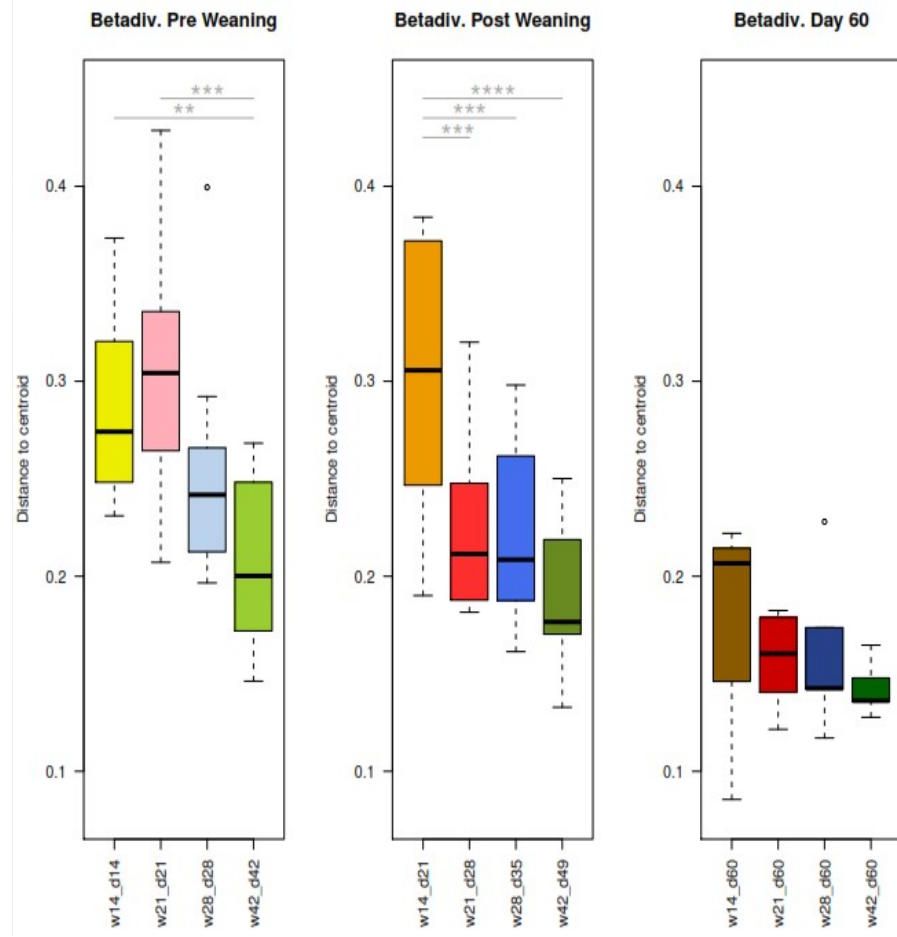 Betadiv. Pre Weaning
***
**
0.4
0.3
0.2
0.1
Distance to centroid
w14_d14
w21_d21
w28_d28
w42_d42
Betadiv. Post Weaning
****
***
***
0.4
0.3
0.2
0.1
Distance to centroid
w14_d21
w21_d28
w28_d35
w42_d49
Betadiv. Day 60
0.4
0.3
0.2
0.1
Distance to centroid
w14_d60
w21_d60
w28_d60
w42_d60